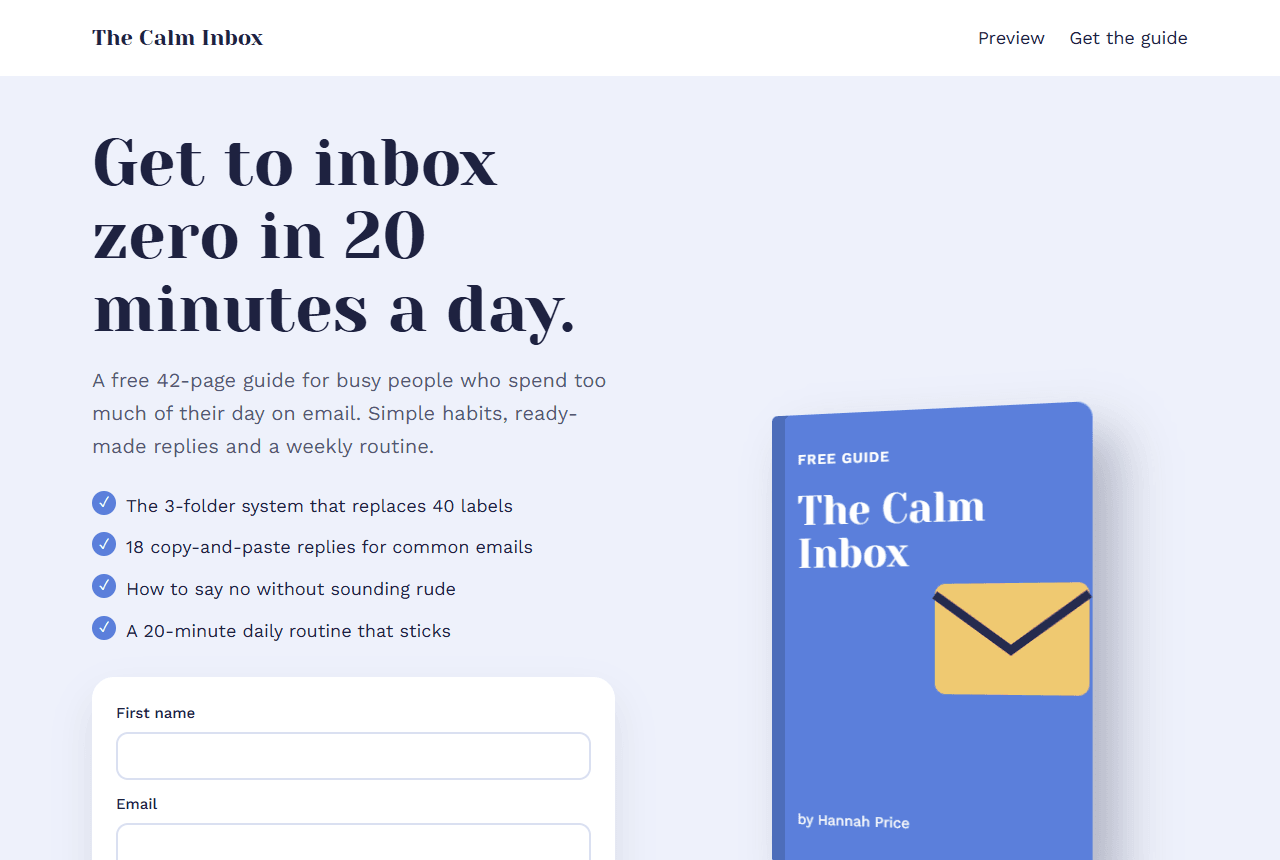 The Calm Inbox
Preview
Get the guide
Get to inbox
zero in 20
minutes a day.
A free 42-page guide for busy people who spend too
much of their day on email. Simple habits, ready-
made replies and a weekly routine.
✓ The 3-folder system that replaces 40 labels
✓ 18 copy-and-paste replies for common emails
✓ How to say no without sounding rude
✓ A 20-minute daily routine that sticks
First name
Email
FREE GUIDE
The Calm
Inbox
by Hannah Price